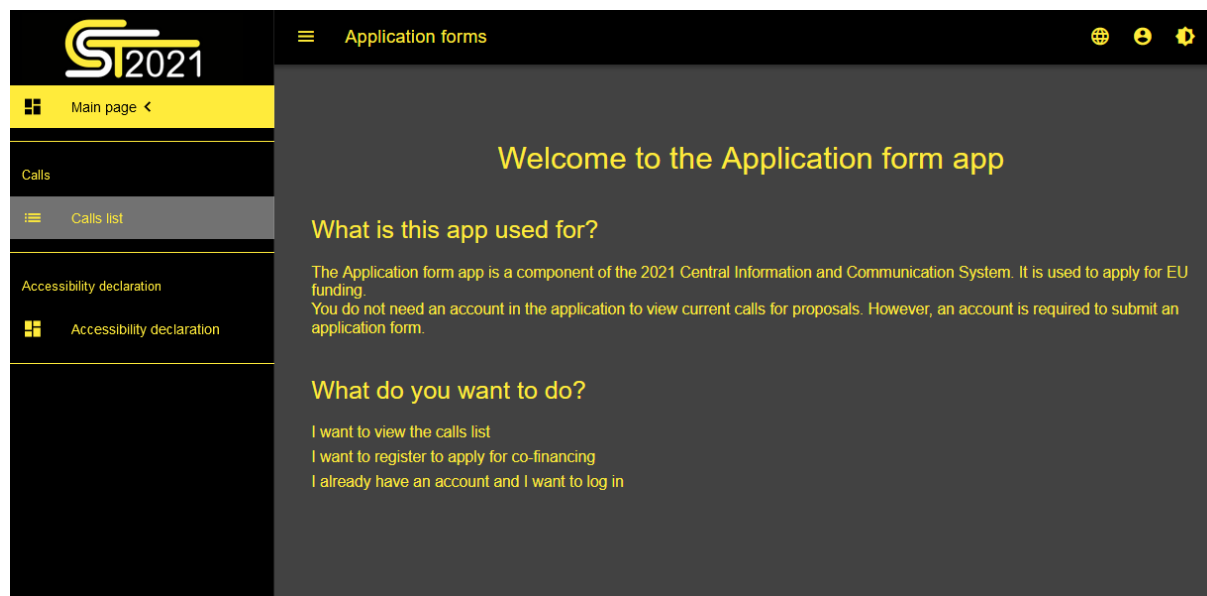 ST2021
Application forms
Main page
Calls
Calls list
Accessibility declaration
Accessibility declaration
Welcome to the Application form app
What is this app used for?
The Application form app is a component of the 2021 Central Information and Communication System. It is used to apply for EU
funding.
You do not need an account in the application to view current calls for proposals. However, an account is required to submit an
application form.
What do you want to do?
I want to view the calls list
I want to register to apply for co-financing
I already have an account and I want to log in